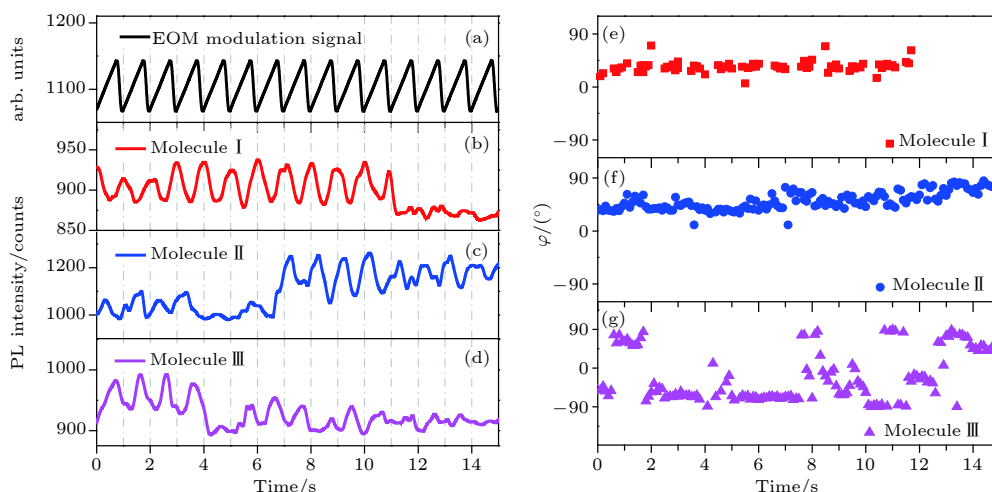 1200
1100
arb. units
EOM modulation signal
(a)
950
900
850
Molecule Ⅰ
(b)
1200
1000
PL intensity/counts
Molecule Ⅱ
(c)
1000
900
Molecule Ⅲ
(d)
0 2 4 6 8 10 12 14
Time/s
90
0
-90
(e)
Molecule Ⅰ
90
0
-90
φ/(°)
(f)
Molecule Ⅱ
90
0
-90
(g)
Molecule Ⅲ
0 2 4 6 8 10 12 14
Time/s